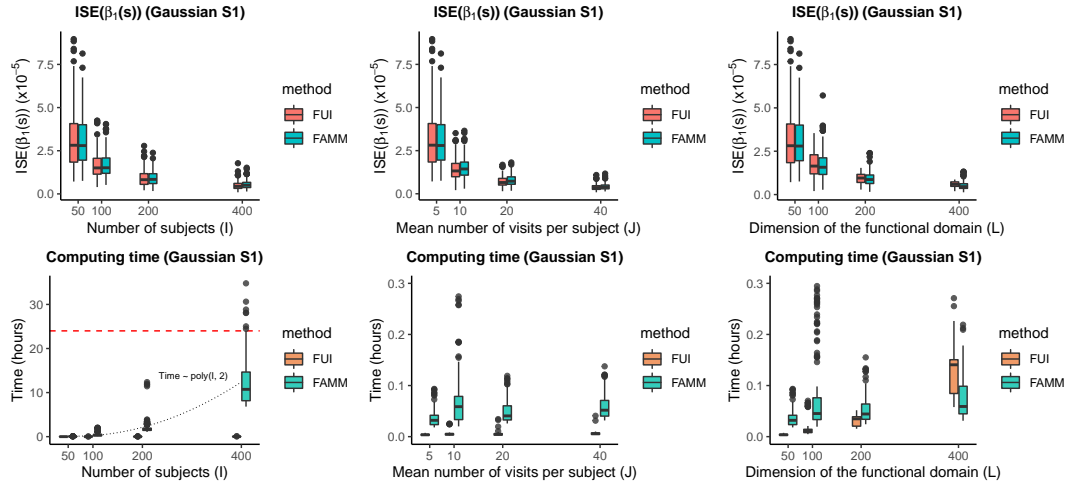 ISE(β₁(s)) (Gaussian S1)
ISE(β₁(s)) (×10⁻⁵)
7.5
5.0
2.5
0.0
50 100 200 400
Number of subjects (I)
method
FUI
FAMM
ISE(β₁(s)) (Gaussian S1)
ISE(β₁(s)) (×10⁻⁵)
7.5
5.0
2.5
0.0
5 10 20 40
Mean number of visits per subject (J)
method
FUI
FAMM
ISE(β₁(s)) (Gaussian S1)
ISE(β₁(s)) (×10⁻⁵)
7.5
5.0
2.5
0.0
50 100 200 400
Dimension of the functional domain (L)
method
FUI
FAMM
Computing time (Gaussian S1)
Time (hours)
30
20
10
0
Time ~ poly(I, 2)
50 100 200 400
Number of subjects (I)
method
FUI
FAMM
Computing time (Gaussian S1)
Time (hours)
0.3
0.2
0.1
0.0
5 10 20 40
Mean number of visits per subject (J)
method
FUI
FAMM
Computing time (Gaussian S1)
Time (hours)
0.3
0.2
0.1
0.0
50 100 200 400
Dimension of the functional domain (L)
method
FUI
FAMM